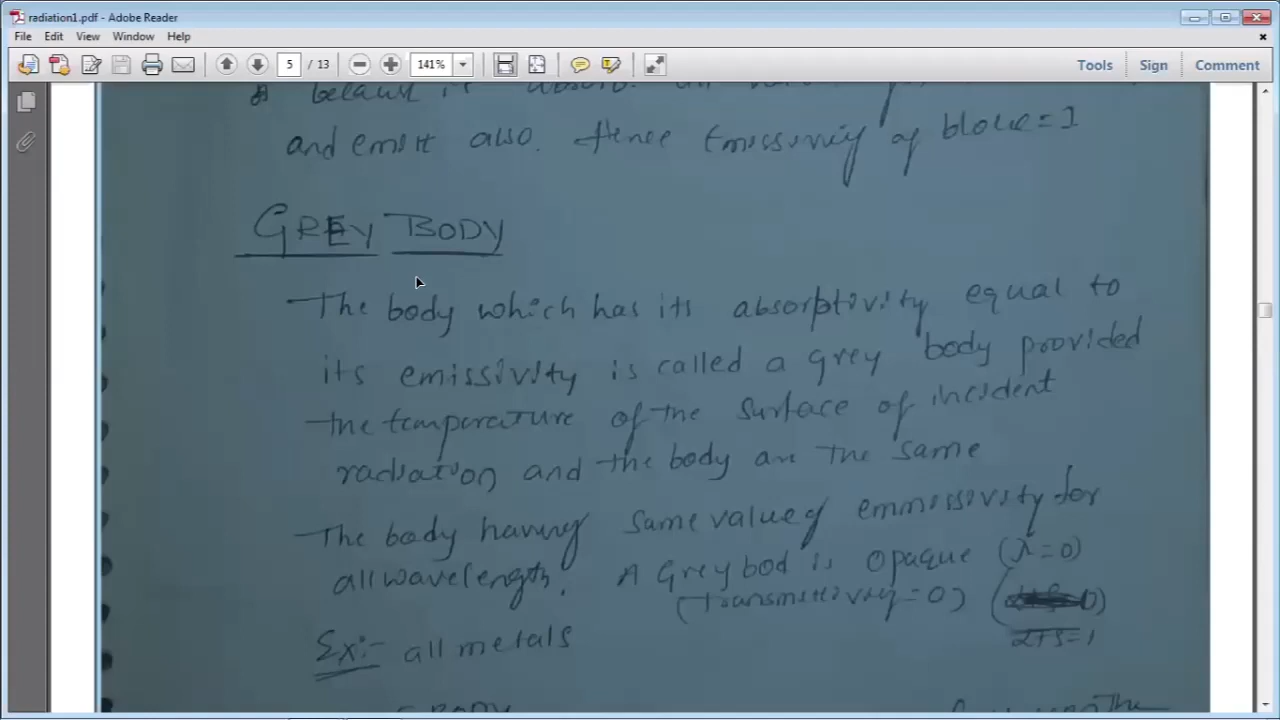 radiation1.pdf - Adobe Reader
File Edit View Window Help
5 / 13 141% Tools Sign Comment
and emitt also. Hence Emissivity of =1
GREY BODY
The body which has its absorptivity equal to
its emissivity is called a grey body provided
the temperature of the surface of incident
radiation and the body are the same
The body having same value of emmissivity for
all wavelength. A Grey bod is opaque ( =0)
(transmitivity=0)
Ex:- all metals
BODY